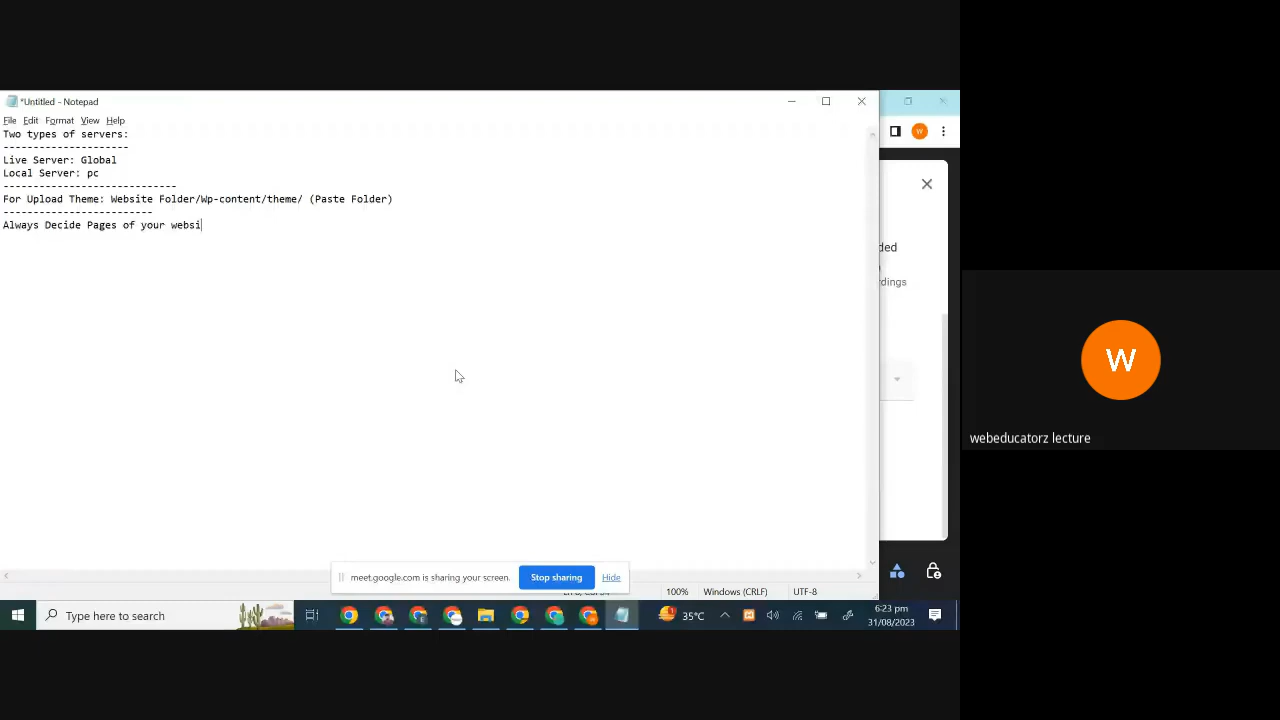 *Untitled - Notepad
File Edit Format View Help
Two types of servers:
---------------------
Live Server: Global
Local Server: pc
-----------------------------
For Upload Theme: Website Folder/Wp-content/theme/ (Paste Folder)
-------------------------
Always Decide Pages of your websi
W
ded
dings
W
webeducatorz lecture
meet.google.com is sharing your screen.
Stop sharing
Hide
100%
Windows (CRLF)
UTF-8
Type here to search
35°C
6:23 pm
31/08/2023